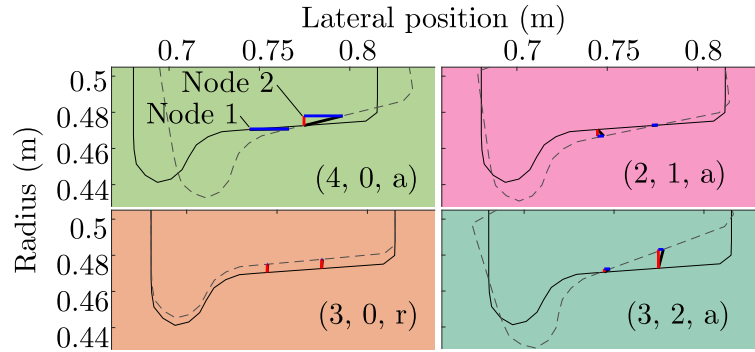 Lateral position (m)
0.7 0.75 0.8 0.7 0.75 0.8
Radius (m)
0.5
0.48
0.46
0.44
Node 2
Node 1
(4, 0, a)
(2, 1, a)
0.5
0.48
0.46
0.44
(3, 0, r)
(3, 2, a)